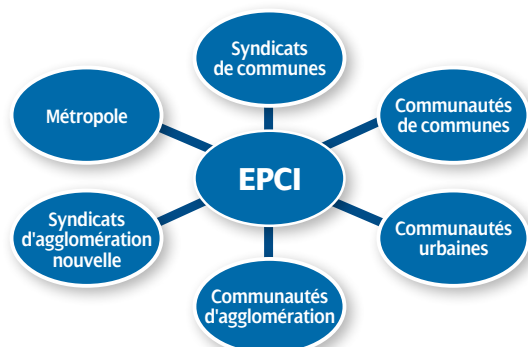 Syndicats
de communes
Métropole
Communautés
de communes
EPCI
Syndicats
d'agglomération
nouvelle
Communautés
urbaines
Communautés
d'agglomération